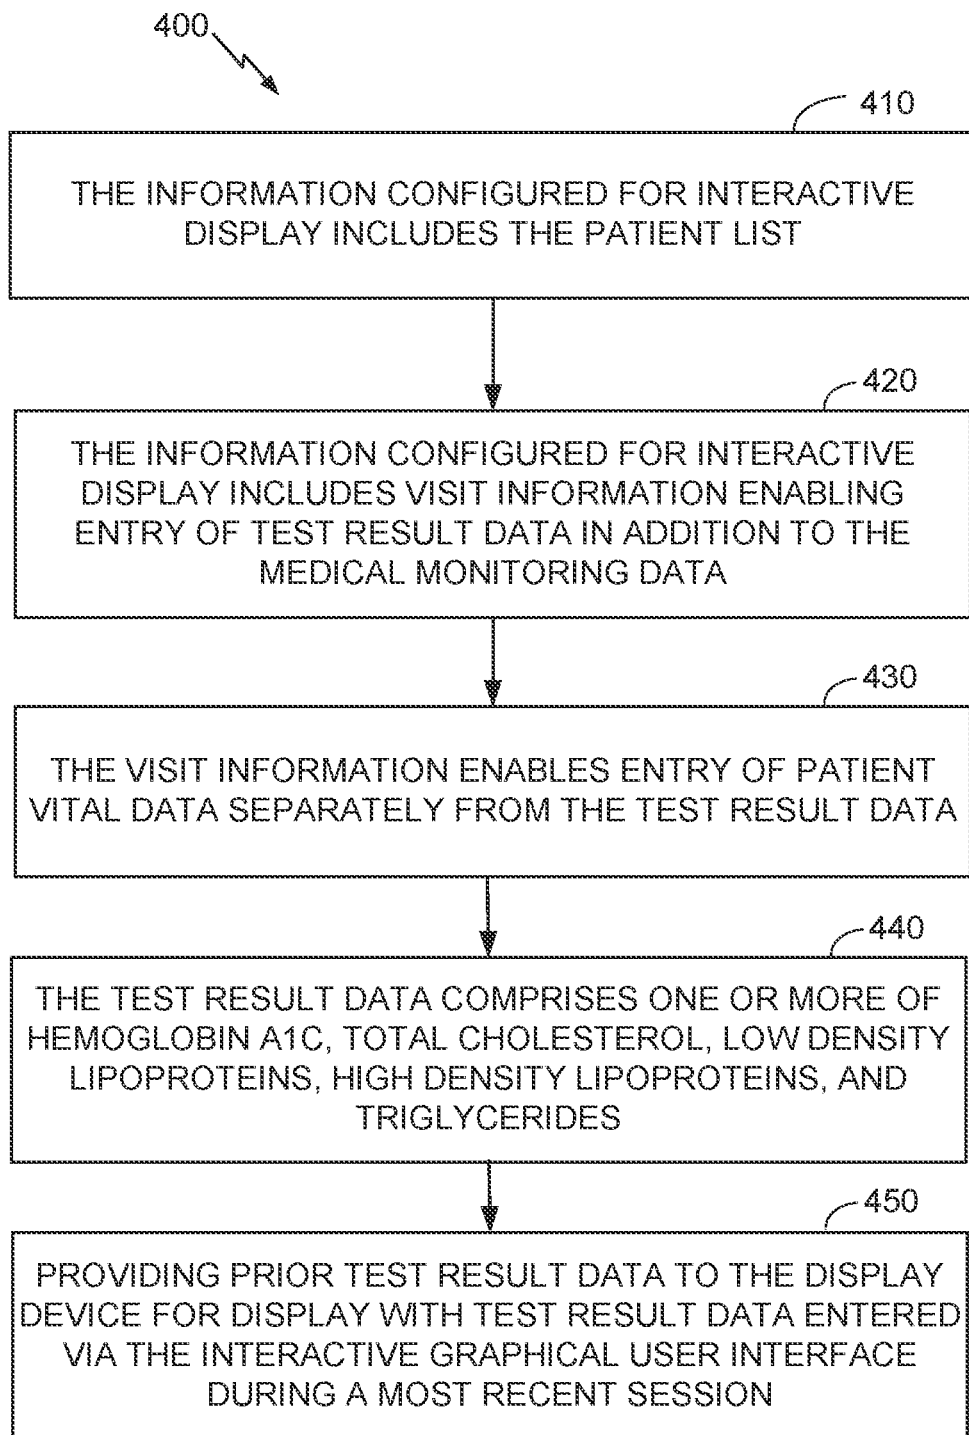 400
410
THE INFORMATION CONFIGURED FOR INTERACTIVE
DISPLAY INCLUDES THE PATIENT LIST
420
THE INFORMATION CONFIGURED FOR INTERACTIVE
DISPLAY INCLUDES VISIT INFORMATION ENABLING
ENTRY OF TEST RESULT DATA IN ADDITION TO THE
MEDICAL MONITORING DATA
430
THE VISIT INFORMATION ENABLES ENTRY OF PATIENT
VITAL DATA SEPARATELY FROM THE TEST RESULT DATA
440
THE TEST RESULT DATA COMPRISES ONE OR MORE OF
HEMOGLOBIN A1C, TOTAL CHOLESTEROL, LOW DENSITY
LIPOPROTEINS, HIGH DENSITY LIPOPROTEINS, AND
TRIGLYCERIDES
450
PROVIDING PRIOR TEST RESULT DATA TO THE DISPLAY
DEVICE FOR DISPLAY WITH TEST RESULT DATA ENTERED
VIA THE INTERACTIVE GRAPHICAL USER INTERFACE
DURING A MOST RECENT SESSION